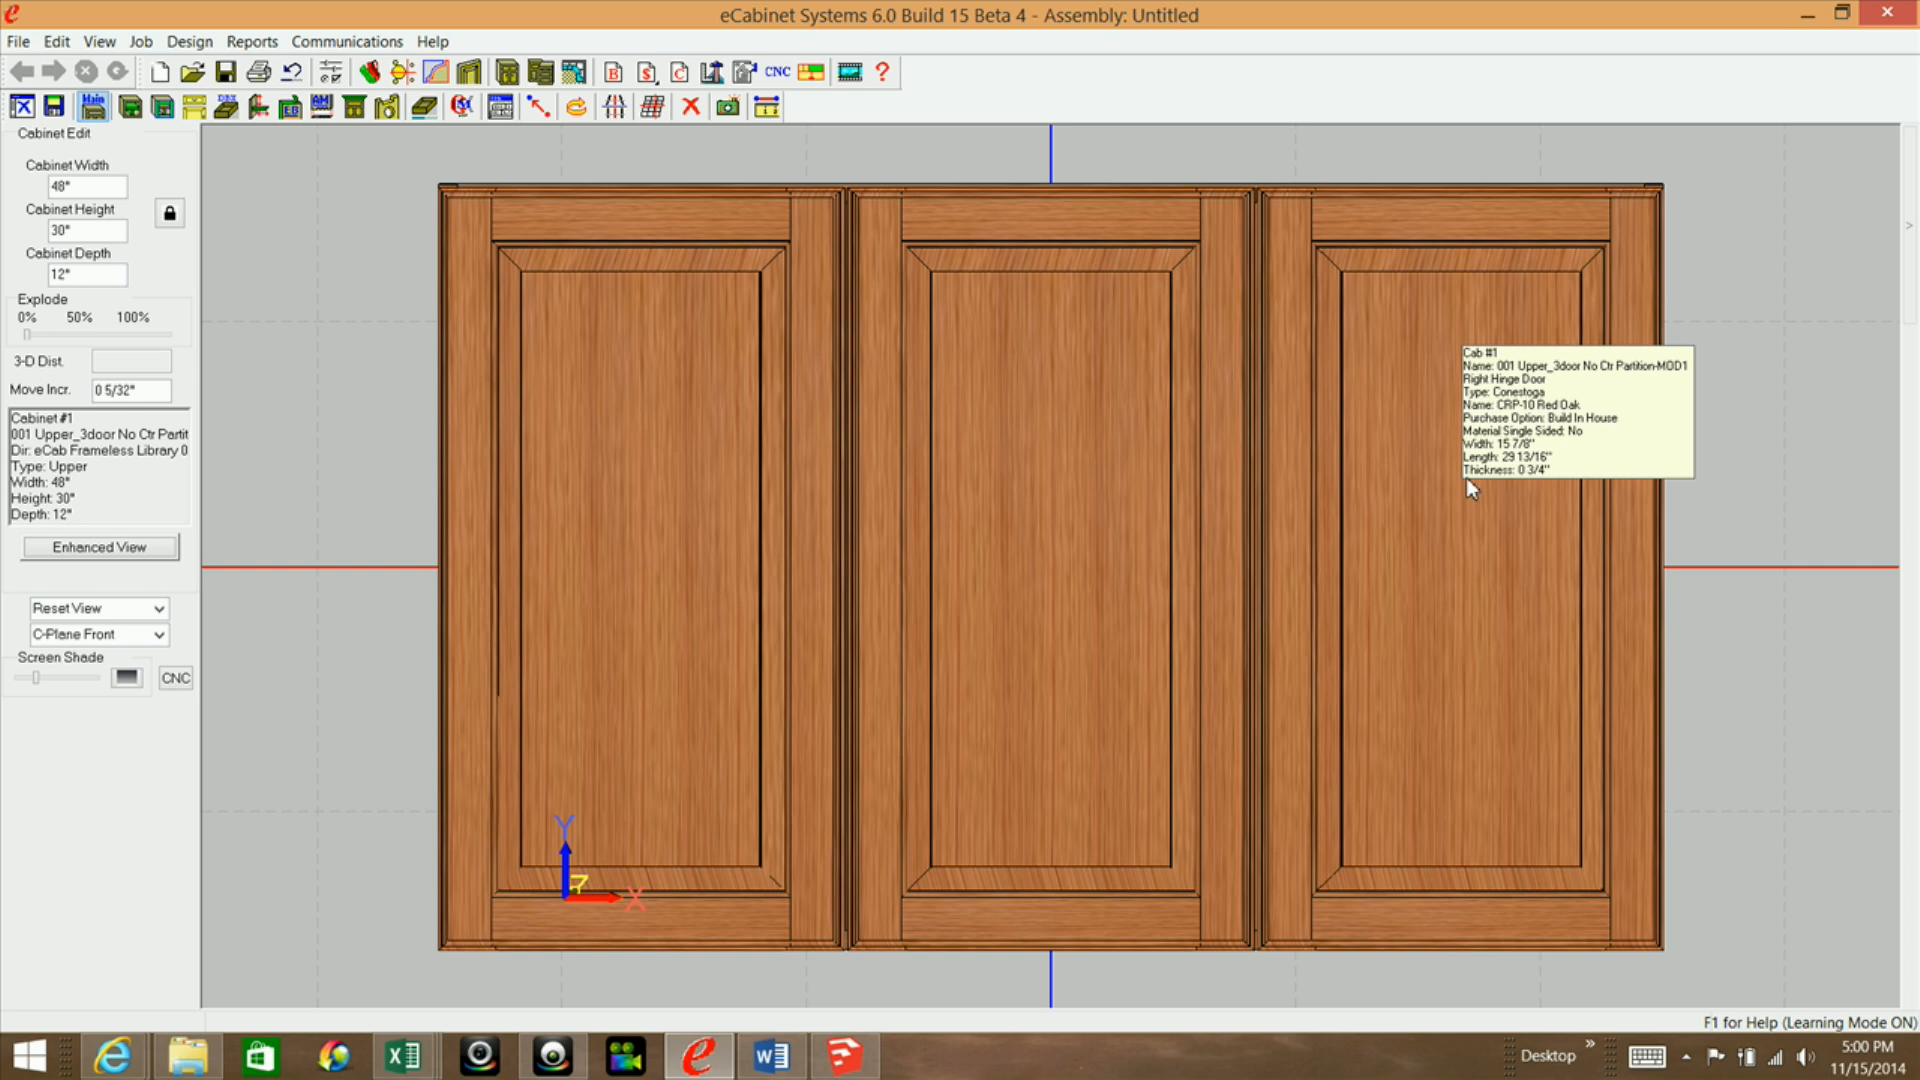 eCabinet Systems 6.0 Build 15 Beta 4 - Assembly: Untitled
File Edit View Job Design Reports Communications Help
B $ C CNC ?
Main DBX EB AM
Cabinet Edit
Cabinet Width
48"
Cabinet Height
30"
Cabinet Depth
12"
Explode
0% 50% 100%
3-D Dist.
Move Incr. 0 5/32"
Cabinet #1
001 Upper_3door No Ctr Partit
Dir: eCab Frameless Library 0
Type: Upper
Width: 48"
Height: 30"
Depth: 12"
Enhanced View
Reset View
C-Plane Front
Screen Shade
CNC
Cab #1
Name: 001 Upper_3door No Ctr Partition-MOD1
Right Hinge Door
Type: Conestoga
Name: CRP-10 Red Oak
Purchase Option: Build In House
Material Single Sided: No
Width: 15 7/8"
Length: 29 13/16"
Thickness: 0 3/4"
Y
Z
X
F1 for Help (Learning Mode ON)
Desktop
5:00 PM
11/15/2014